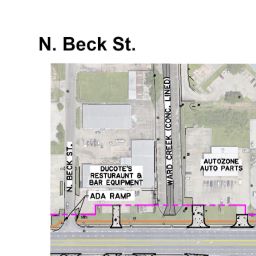 N. Beck St.
N. BECK ST.
DUCOTE'S
RESTURAUNT &
BAR EQUIPMENT
ADA RAMP
WARD CREEK (CONC. LINED)
AUTOZONE
AUTO PARTS